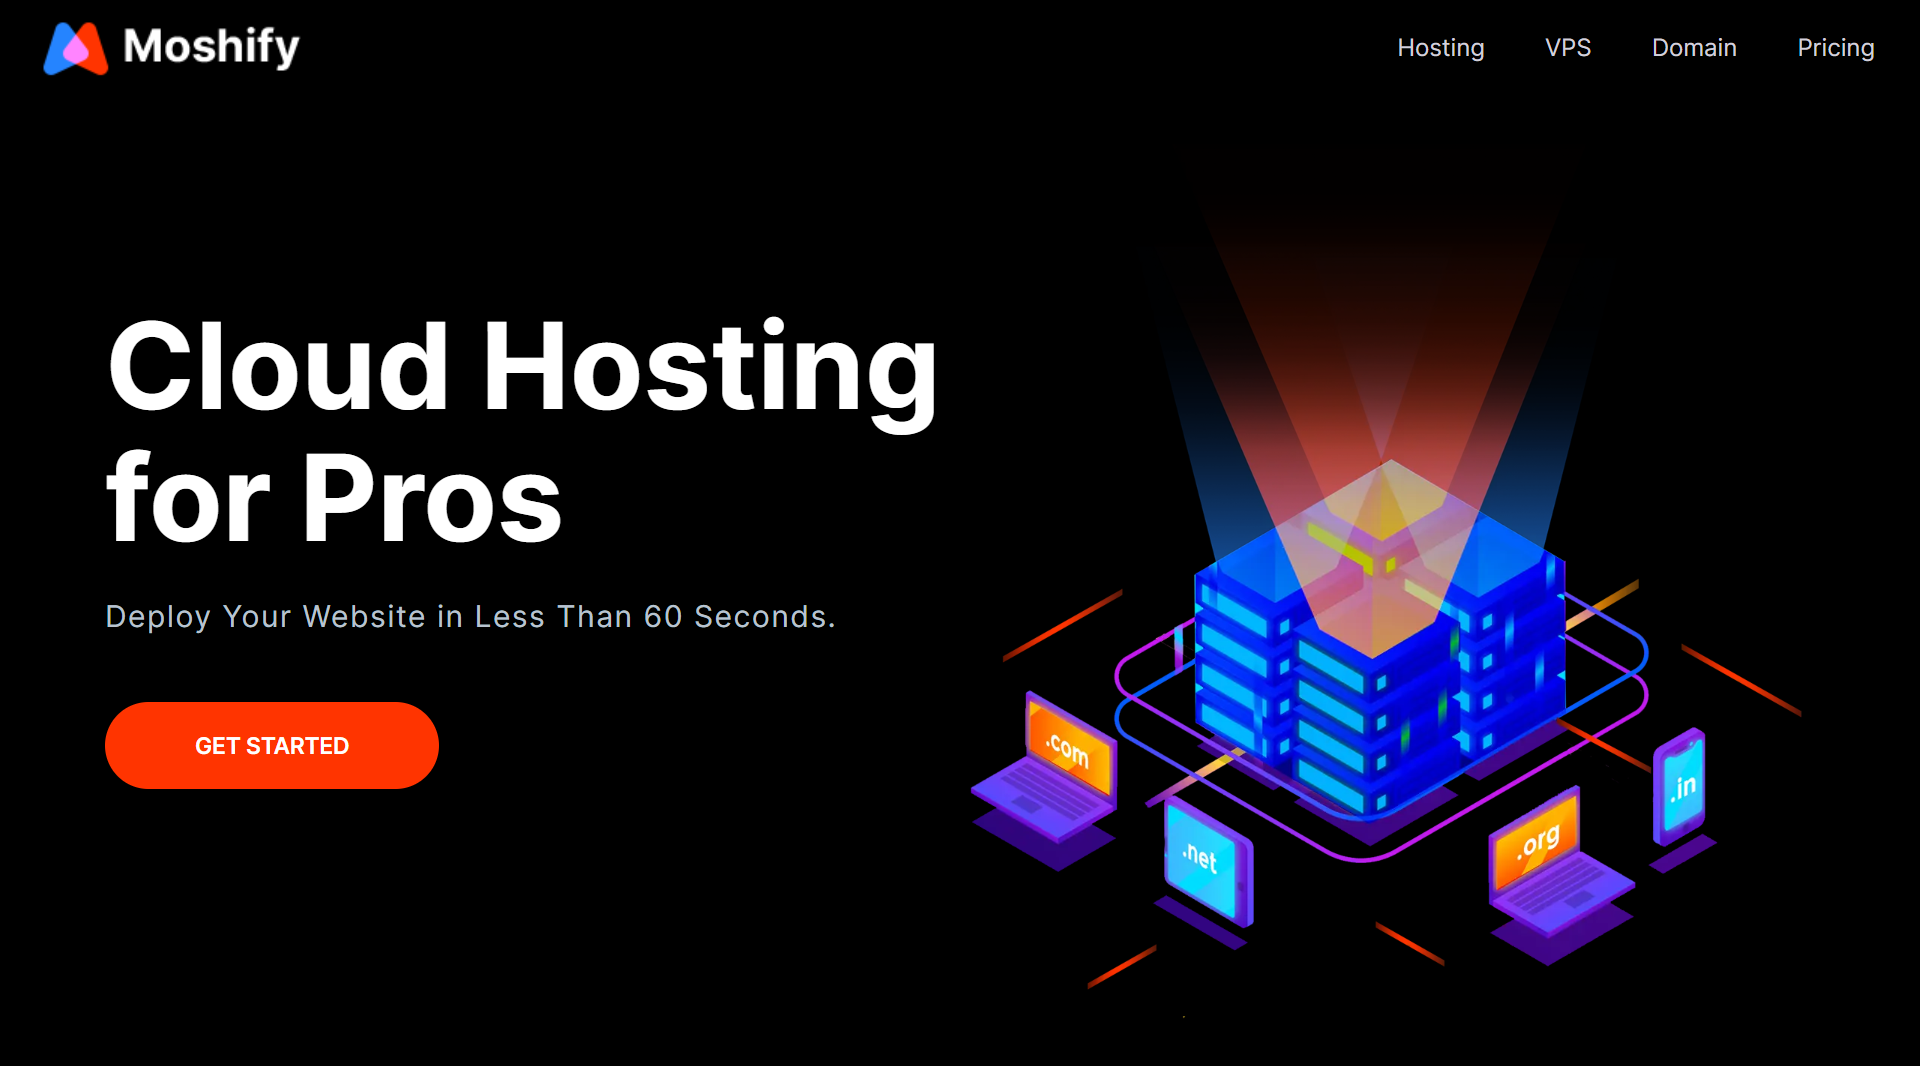 Moshify
Hosting
VPS
Domain
Pricing
Cloud Hosting
for Pros
Deploy Your Website in Less Than 60 Seconds.
GET STARTED
.com
.net
.org
.in